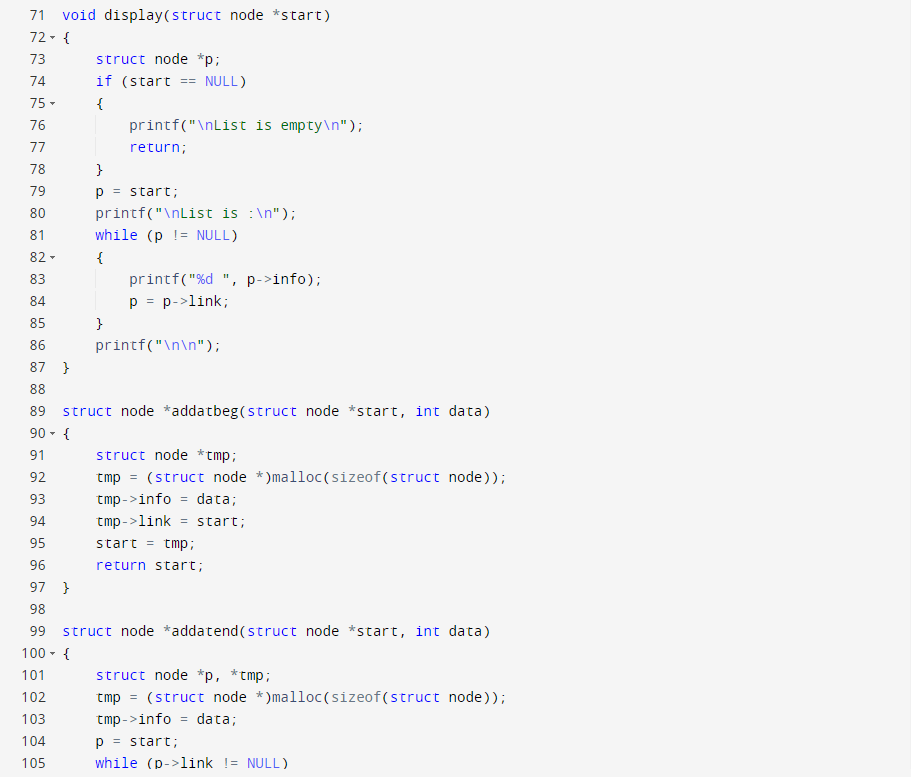 71 void display(struct node *start)
72 {
73     struct node *p;
74     if (start == NULL)
75     {
76         printf("\nList is empty\n");
77         return;
78     }
79     p = start;
80     printf("\nList is :\n");
81     while (p != NULL)
82     {
83         printf("%d ", p->info);
84         p = p->link;
85     }
86     printf("\n\n");
87 }
88
89 struct node *addatbeg(struct node *start, int data)
90 {
91     struct node *tmp;
92     tmp = (struct node *)malloc(sizeof(struct node));
93     tmp->info = data;
94     tmp->link = start;
95     start = tmp;
96     return start;
97 }
98
99 struct node *addatend(struct node *start, int data)
100 {
101     struct node *p, *tmp;
102     tmp = (struct node *)malloc(sizeof(struct node));
103     tmp->info = data;
104     p = start;
105     while (p->link != NULL)